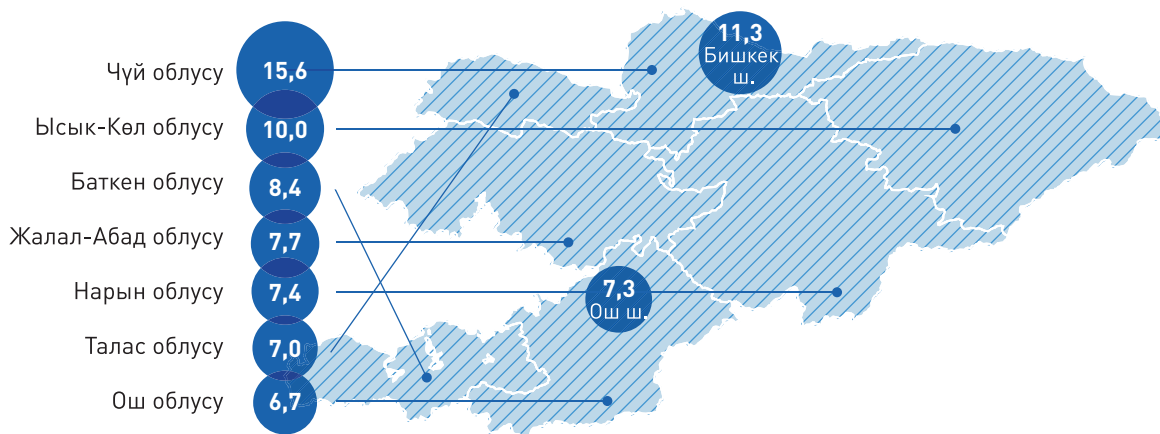 11,3
Бишкек
ш.
Чүй облусу 15,6
Ысык-Көл облусу 10,0
Баткен облусу 8,4
Жалал-Абад облусу 7,7
Нарын облусу 7,4
7,3
Ош ш.
Талас облусу 7,0
Ош облусу 6,7